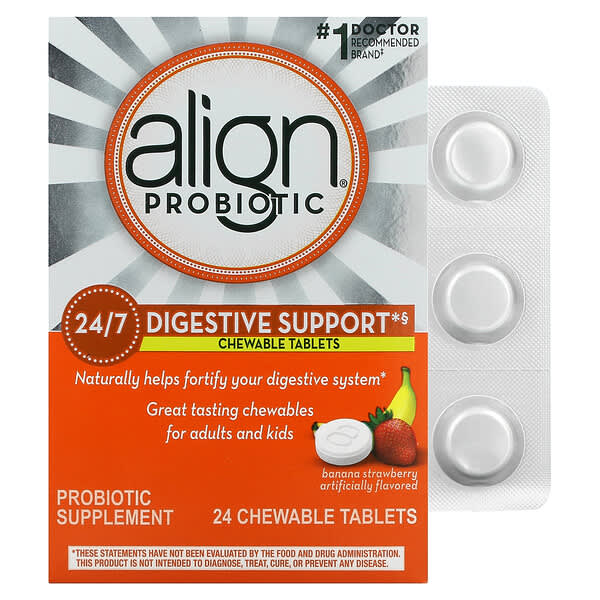 #1 DOCTOR
RECOMMENDED
BRAND‡
align®
PROBIOTIC
24/7 DIGESTIVE SUPPORT*§
CHEWABLE TABLETS
Naturally helps fortify your digestive system*
Great tasting chewables
for adults and kids
banana strawberry
artificially flavored
PROBIOTIC
SUPPLEMENT
24 CHEWABLE TABLETS
*THESE STATEMENTS HAVE NOT BEEN EVALUATED BY THE FOOD AND DRUG ADMINISTRATION.
THIS PRODUCT IS NOT INTENDED TO DIAGNOSE, TREAT, CURE, OR PREVENT ANY DISEASE.